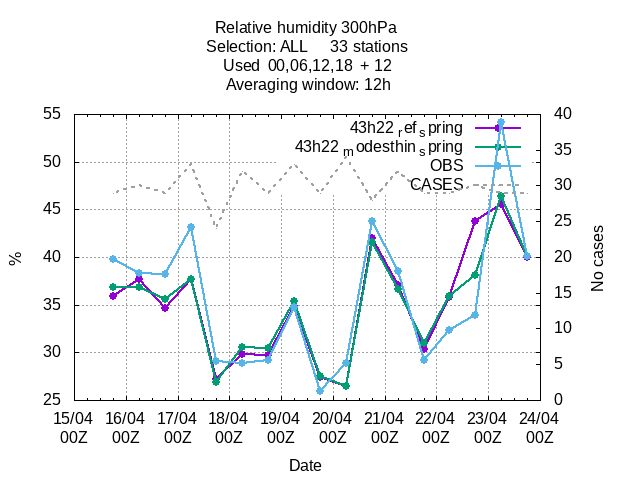 Relative humidity 300hPa
Selection: ALL 33 stations
Used 00,06,12,18 + 12
Averaging window: 12h
55
50
45
40
35
30
25
40
35
30
25
20
15
10
5
0
43h22_ref_spring
43h22_modesthin_spring
OBS
CASES
%
No cases
15/04 16/04 17/04 18/04 19/04 20/04 21/04 22/04 23/04 24/04
00Z 00Z 00Z 00Z 00Z 00Z 00Z 00Z 00Z 00Z
Date